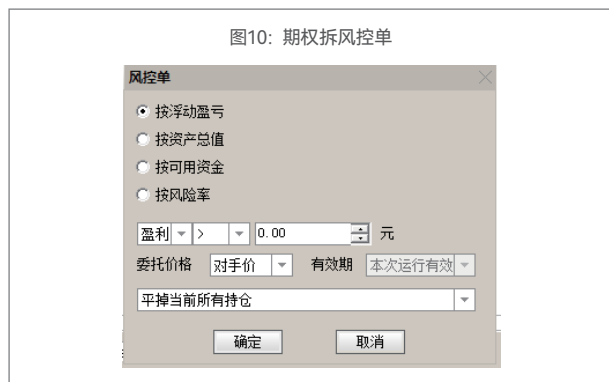 图10: 期权拆风控单
风控单
按浮动盈亏
按资产总值
按可用资金
按风险率
盈利 > 0.00 元
委托价格 对手价 有效期 本次运行有效
平掉当前所有持仓
确定 取消